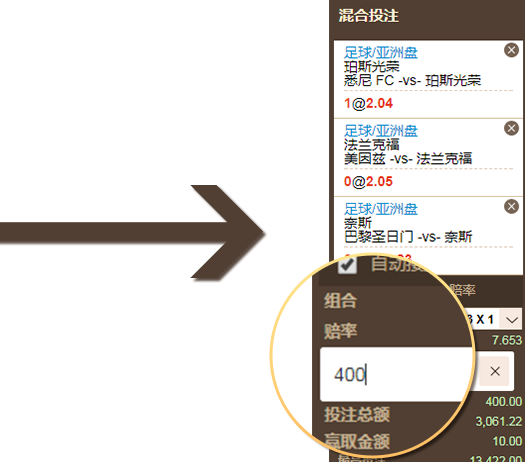 混合投注
足球/亚洲盘
珀斯光荣
悉尼 FC -vs- 珀斯光荣
1@2.04
足球/亚洲盘
法兰克福
美因兹 -vs- 法兰克福
0@2.05
足球/亚洲盘
奈斯
巴黎圣日门 -vs- 奈斯
自动接
赔率
组合
3 X 1
赔率
7.653
400
投注总额
400.00
3,061.22
赢取金额
10.00
13,422.00